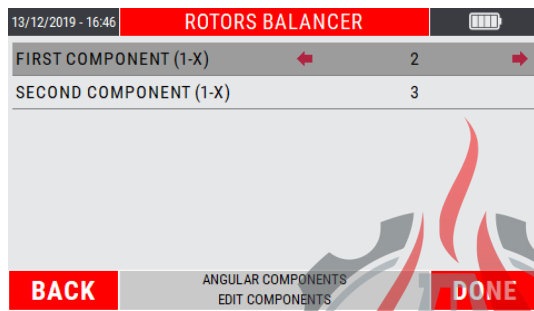 13/12/2019 - 16:46 ROTORS BALANCER
FIRST COMPONENT (1-X) 2
SECOND COMPONENT (1-X) 3
BACK ANGULAR COMPONENTS DONE
EDIT COMPONENTS